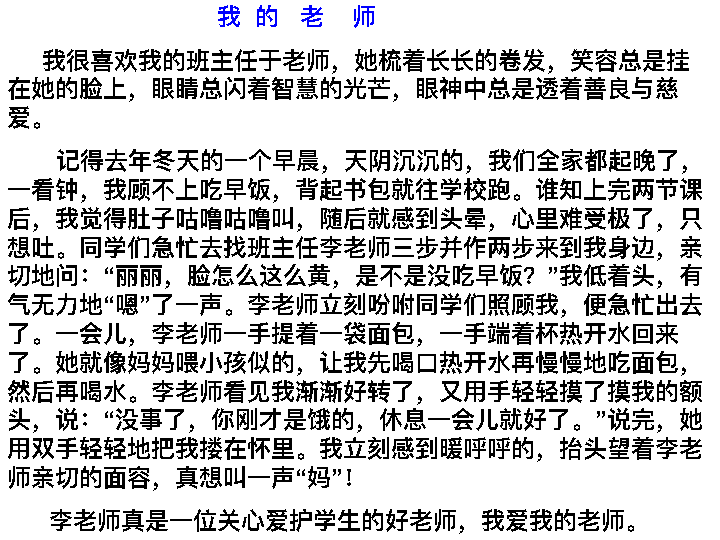 我 的 老 师
我很喜欢我的班主任于老师，她梳着长长的卷发，笑容总是挂
在她的脸上，眼睛总闪着智慧的光芒，眼神中总是透着善良与慈
爱。
记得去年冬天的一个早晨，天阴沉沉的，我们全家都起晚了，
一看钟，我顾不上吃早饭，背起书包就往学校跑。谁知上完两节课
后，我觉得肚子咕噜咕噜叫，随后就感到头晕，心里难受极了，只
想吐。同学们急忙去找班主任李老师三步并作两步来到我身边，亲
切地问：“丽丽，脸怎么这么黄，是不是没吃早饭？”我低着头，有
气无力地“嗯”了一声。李老师立刻吩咐同学们照顾我，便急忙出去
了。一会儿，李老师一手提着一袋面包，一手端着杯热开水回来
了。她就像妈妈喂小孩似的，让我先喝口热开水再慢慢地吃面包，
然后再喝水。李老师看见我渐渐好转了，又用手轻轻摸了摸我的额
头，说：“没事了，你刚才是饿的，休息一会儿就好了。”说完，她
用双手轻轻地把我搂在怀里。我立刻感到暖呼呼的，抬头望着李老
师亲切的面容，真想叫一声“妈”！
李老师真是一位关心爱护学生的好老师，我爱我的老师。